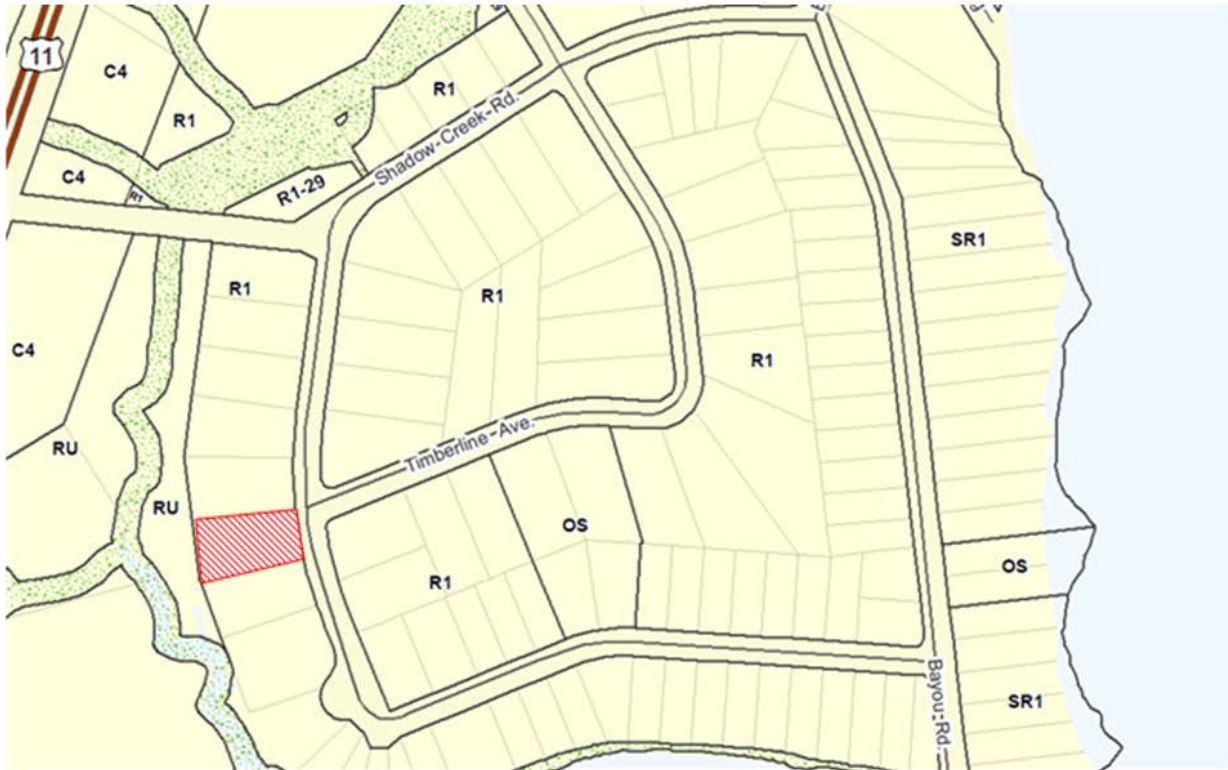 11
C4
R1
R1
Shadow-Creek-Rd.
C4
R1
R1-29
SR1
R1
R1
C4
R1
Timberline-Ave.
RU
RU
OS
R1
OS
Bayou-Rd.
SR1